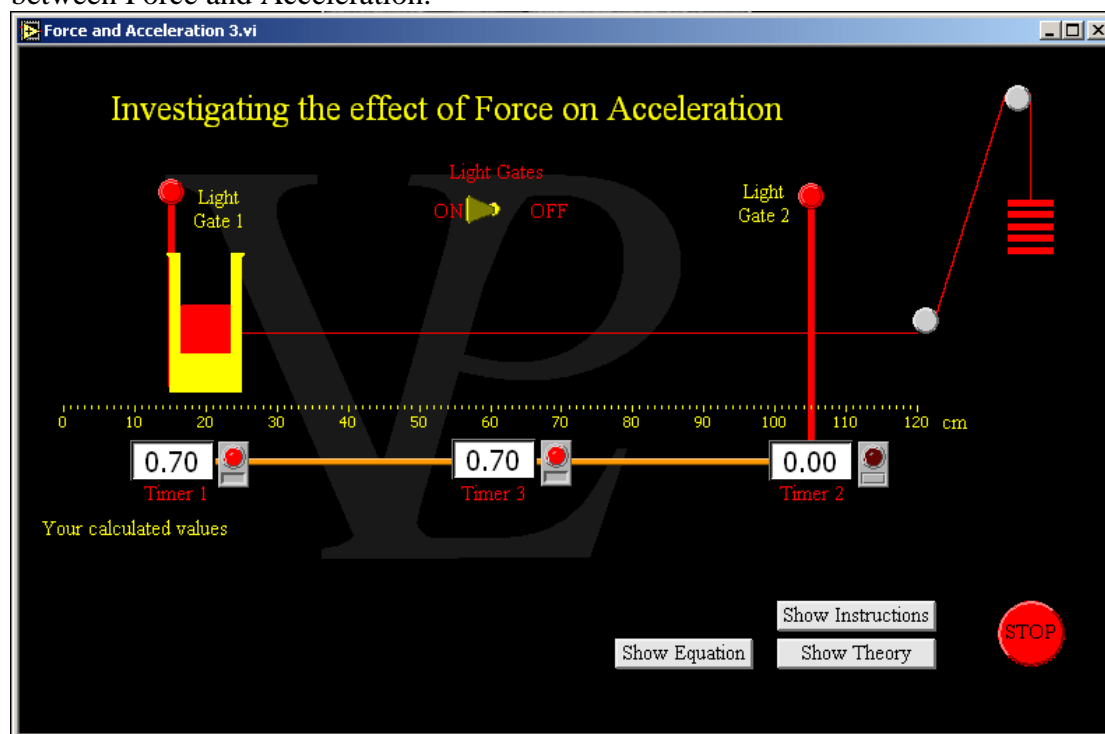 between Force and Acceleration.
Force and Acceleration 3.vi
Investigating the effect of Force on Acceleration
Light Gates
ON OFF
Light
Gate 1
Light
Gate 2
0 10 20 30 40 50 60 70 80 90 100 110 120 cm
0.70 0.70 0.00
Timer 1 Timer 3 Timer 2
Your calculated values
Show Instructions
STOP
Show Equation Show Theory
VPL